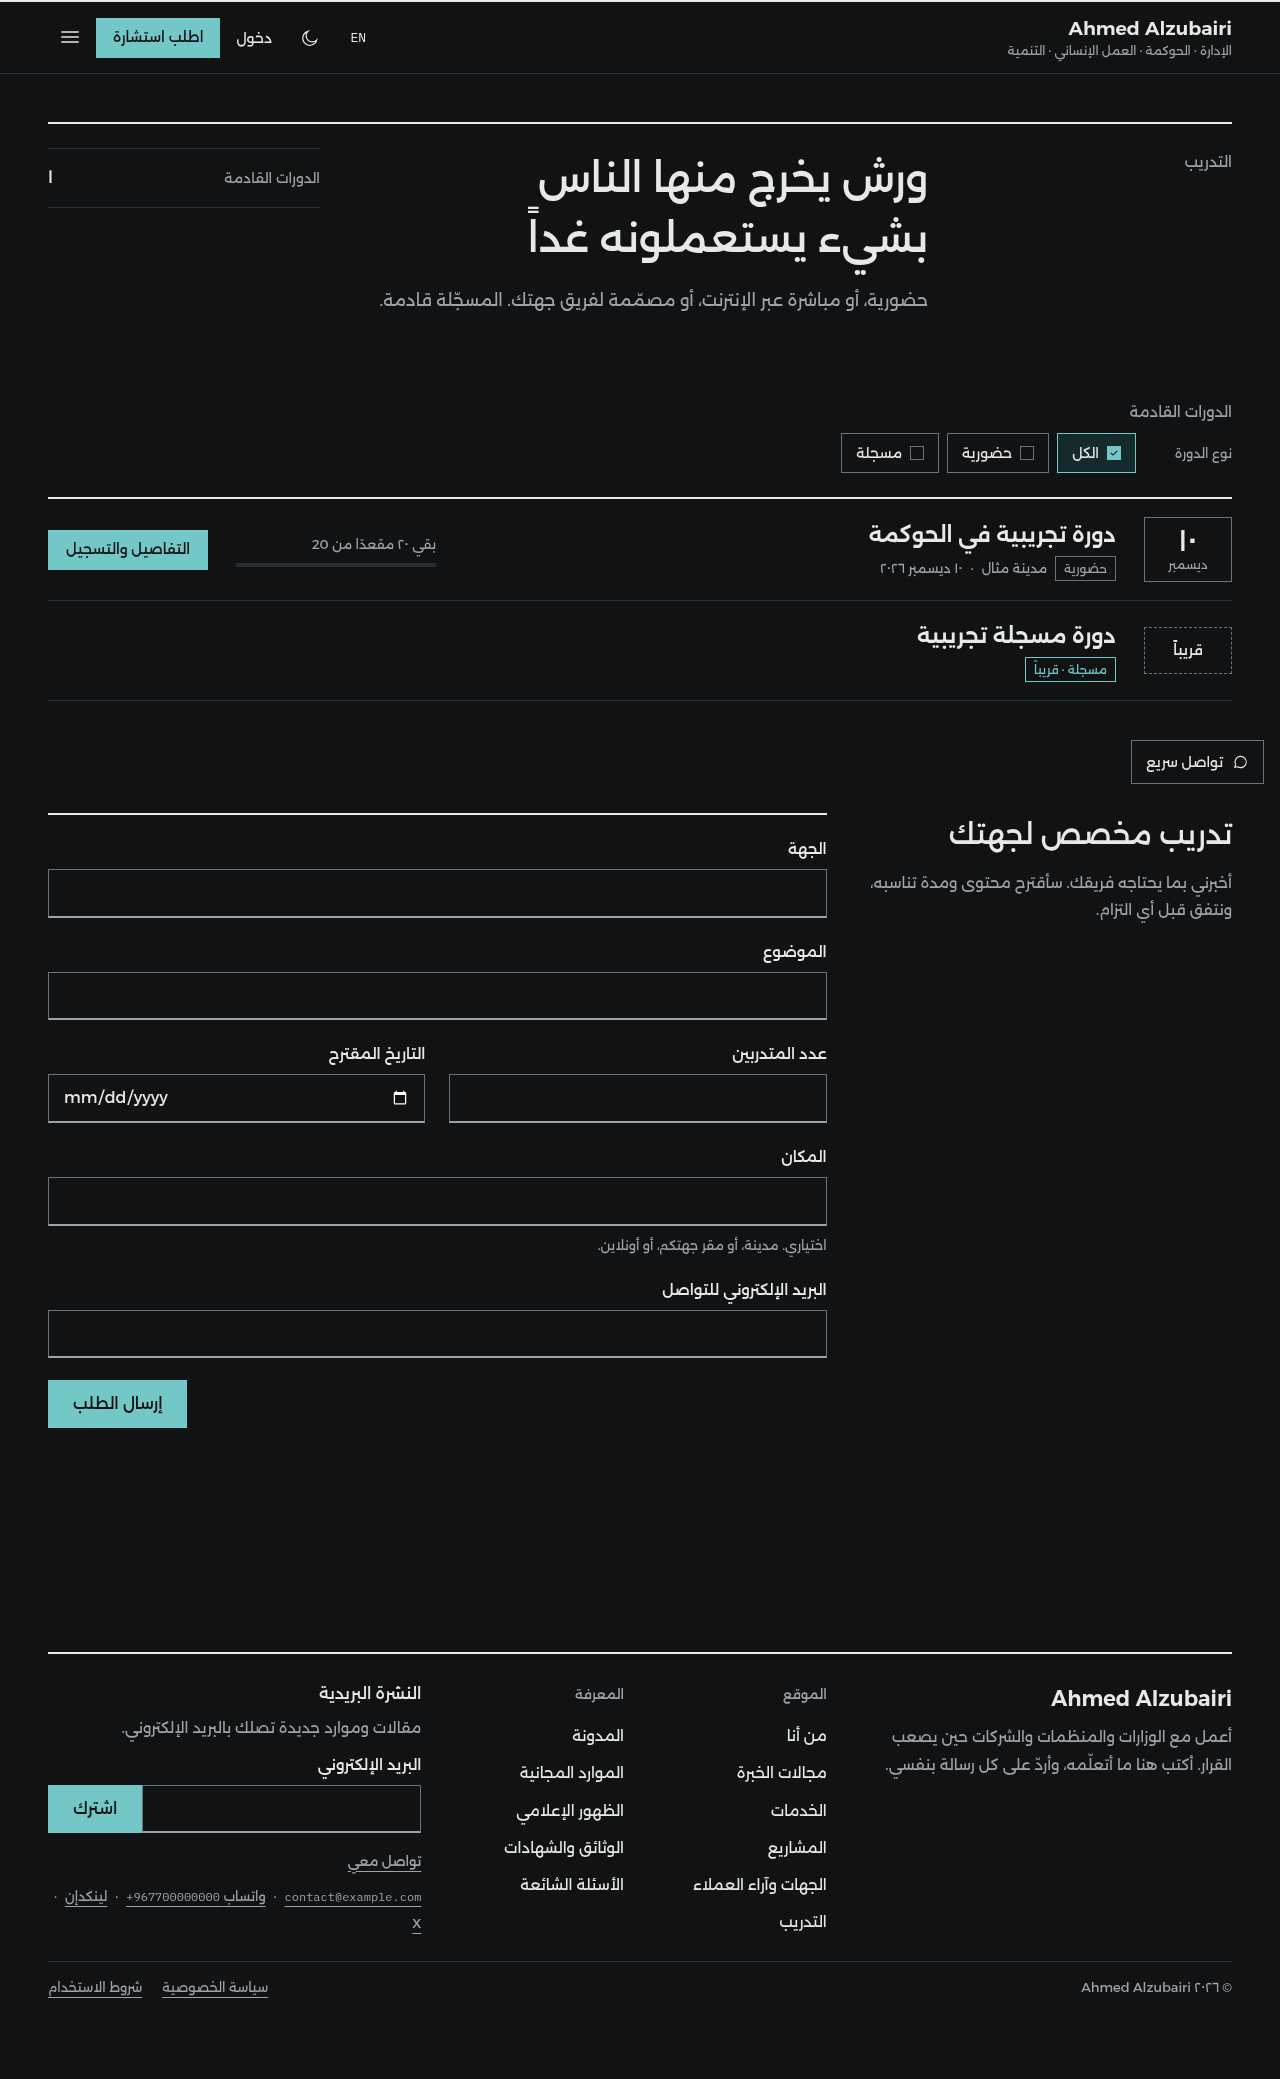 Ahmed Alzubairi
الإدارة · الحوكمة · العمل الإنساني · التنمية
EN
دخول
اطلب استشارة
التدريب
ورش يخرج منها الناس
بشيء يستعملونه غداً
حضورية، أو مباشرة عبر الإنترنت، أو مصمّمة لفريق جهتك. المسجّلة قادمة.
الدورات القادمة
١
الدورات القادمة
نوع الدورة
الكل
حضورية
مسجلة
١٠
ديسمبر
دورة تجريبية في الحوكمة
حضورية
مدينة مثال · ١٠ ديسمبر ٢٠٢٦
بقي ٢٠ مقعدًا من 20
التفاصيل والتسجيل
قريباً
دورة مسجلة تجريبية
مسجلة · قريباً
تواصل سريع
تدريب مخصص لجهتك
أخبرني بما يحتاجه فريقك. سأقترح محتوى ومدة تناسبه،
ونتفق قبل أي التزام.
الجهة
الموضوع
عدد المتدربين
التاريخ المقترح
mm/dd/yyyy
المكان
اختياري. مدينة، أو مقر جهتكم، أو أونلاين.
البريد الإلكتروني للتواصل
إرسال الطلب
Ahmed Alzubairi
أعمل مع الوزارات والمنظمات والشركات حين يصعب
القرار. أكتب هنا ما أتعلّمه، وأردّ على كل رسالة بنفسي.
الموقع
من أنا
مجالات الخبرة
الخدمات
المشاريع
الجهات وآراء العملاء
التدريب
المعرفة
المدونة
الموارد المجانية
الظهور الإعلامي
الوثائق والشهادات
الأسئلة الشائعة
النشرة البريدية
مقالات وموارد جديدة تصلك بالبريد الإلكتروني.
البريد الإلكتروني
اشترك
تواصل معي
contact@example.com · واتساب +967700000000 · لينكدإن ·
X
© ٢٠٢٦ Ahmed Alzubairi
سياسة الخصوصية
شروط الاستخدام